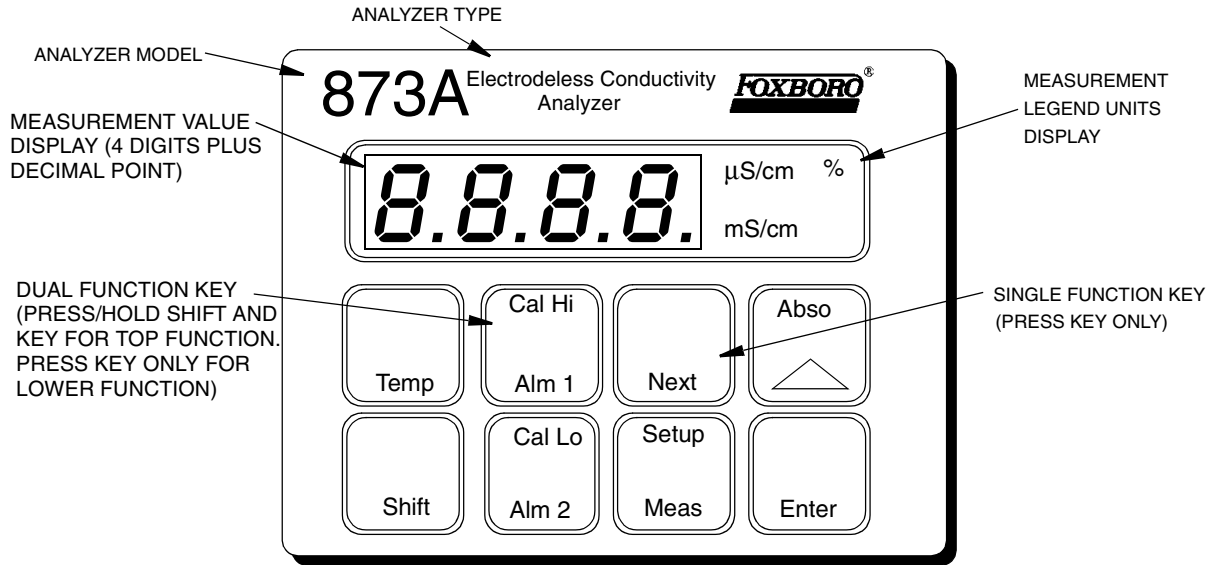 ANALYZER TYPE
ANALYZER MODEL
873A
Electrodeless Conductivity
Analyzer
FOXBORO®
MEASUREMENT
LEGEND UNITS
DISPLAY
MEASUREMENT VALUE
DISPLAY (4 DIGITS PLUS
DECIMAL POINT)
8.8.8.8.
µS/cm %
mS/cm
DUAL FUNCTION KEY
(PRESS/HOLD SHIFT AND
KEY FOR TOP FUNCTION.
PRESS KEY ONLY FOR
LOWER FUNCTION)
SINGLE FUNCTION KEY
(PRESS KEY ONLY)
Temp
Cal Hi
Alm 1
Next
Abso
Shift
Cal Lo
Alm 2
Setup
Meas
Enter